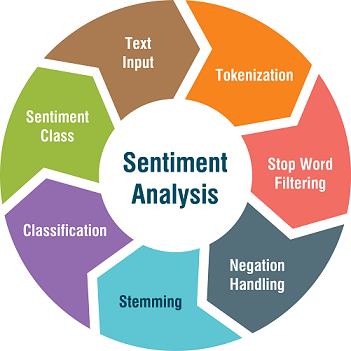 Text
Input
Tokenization
Stop Word
Filtering
Negation
Handling
Stemming
Classification
Sentiment
Class
Sentiment
Analysis